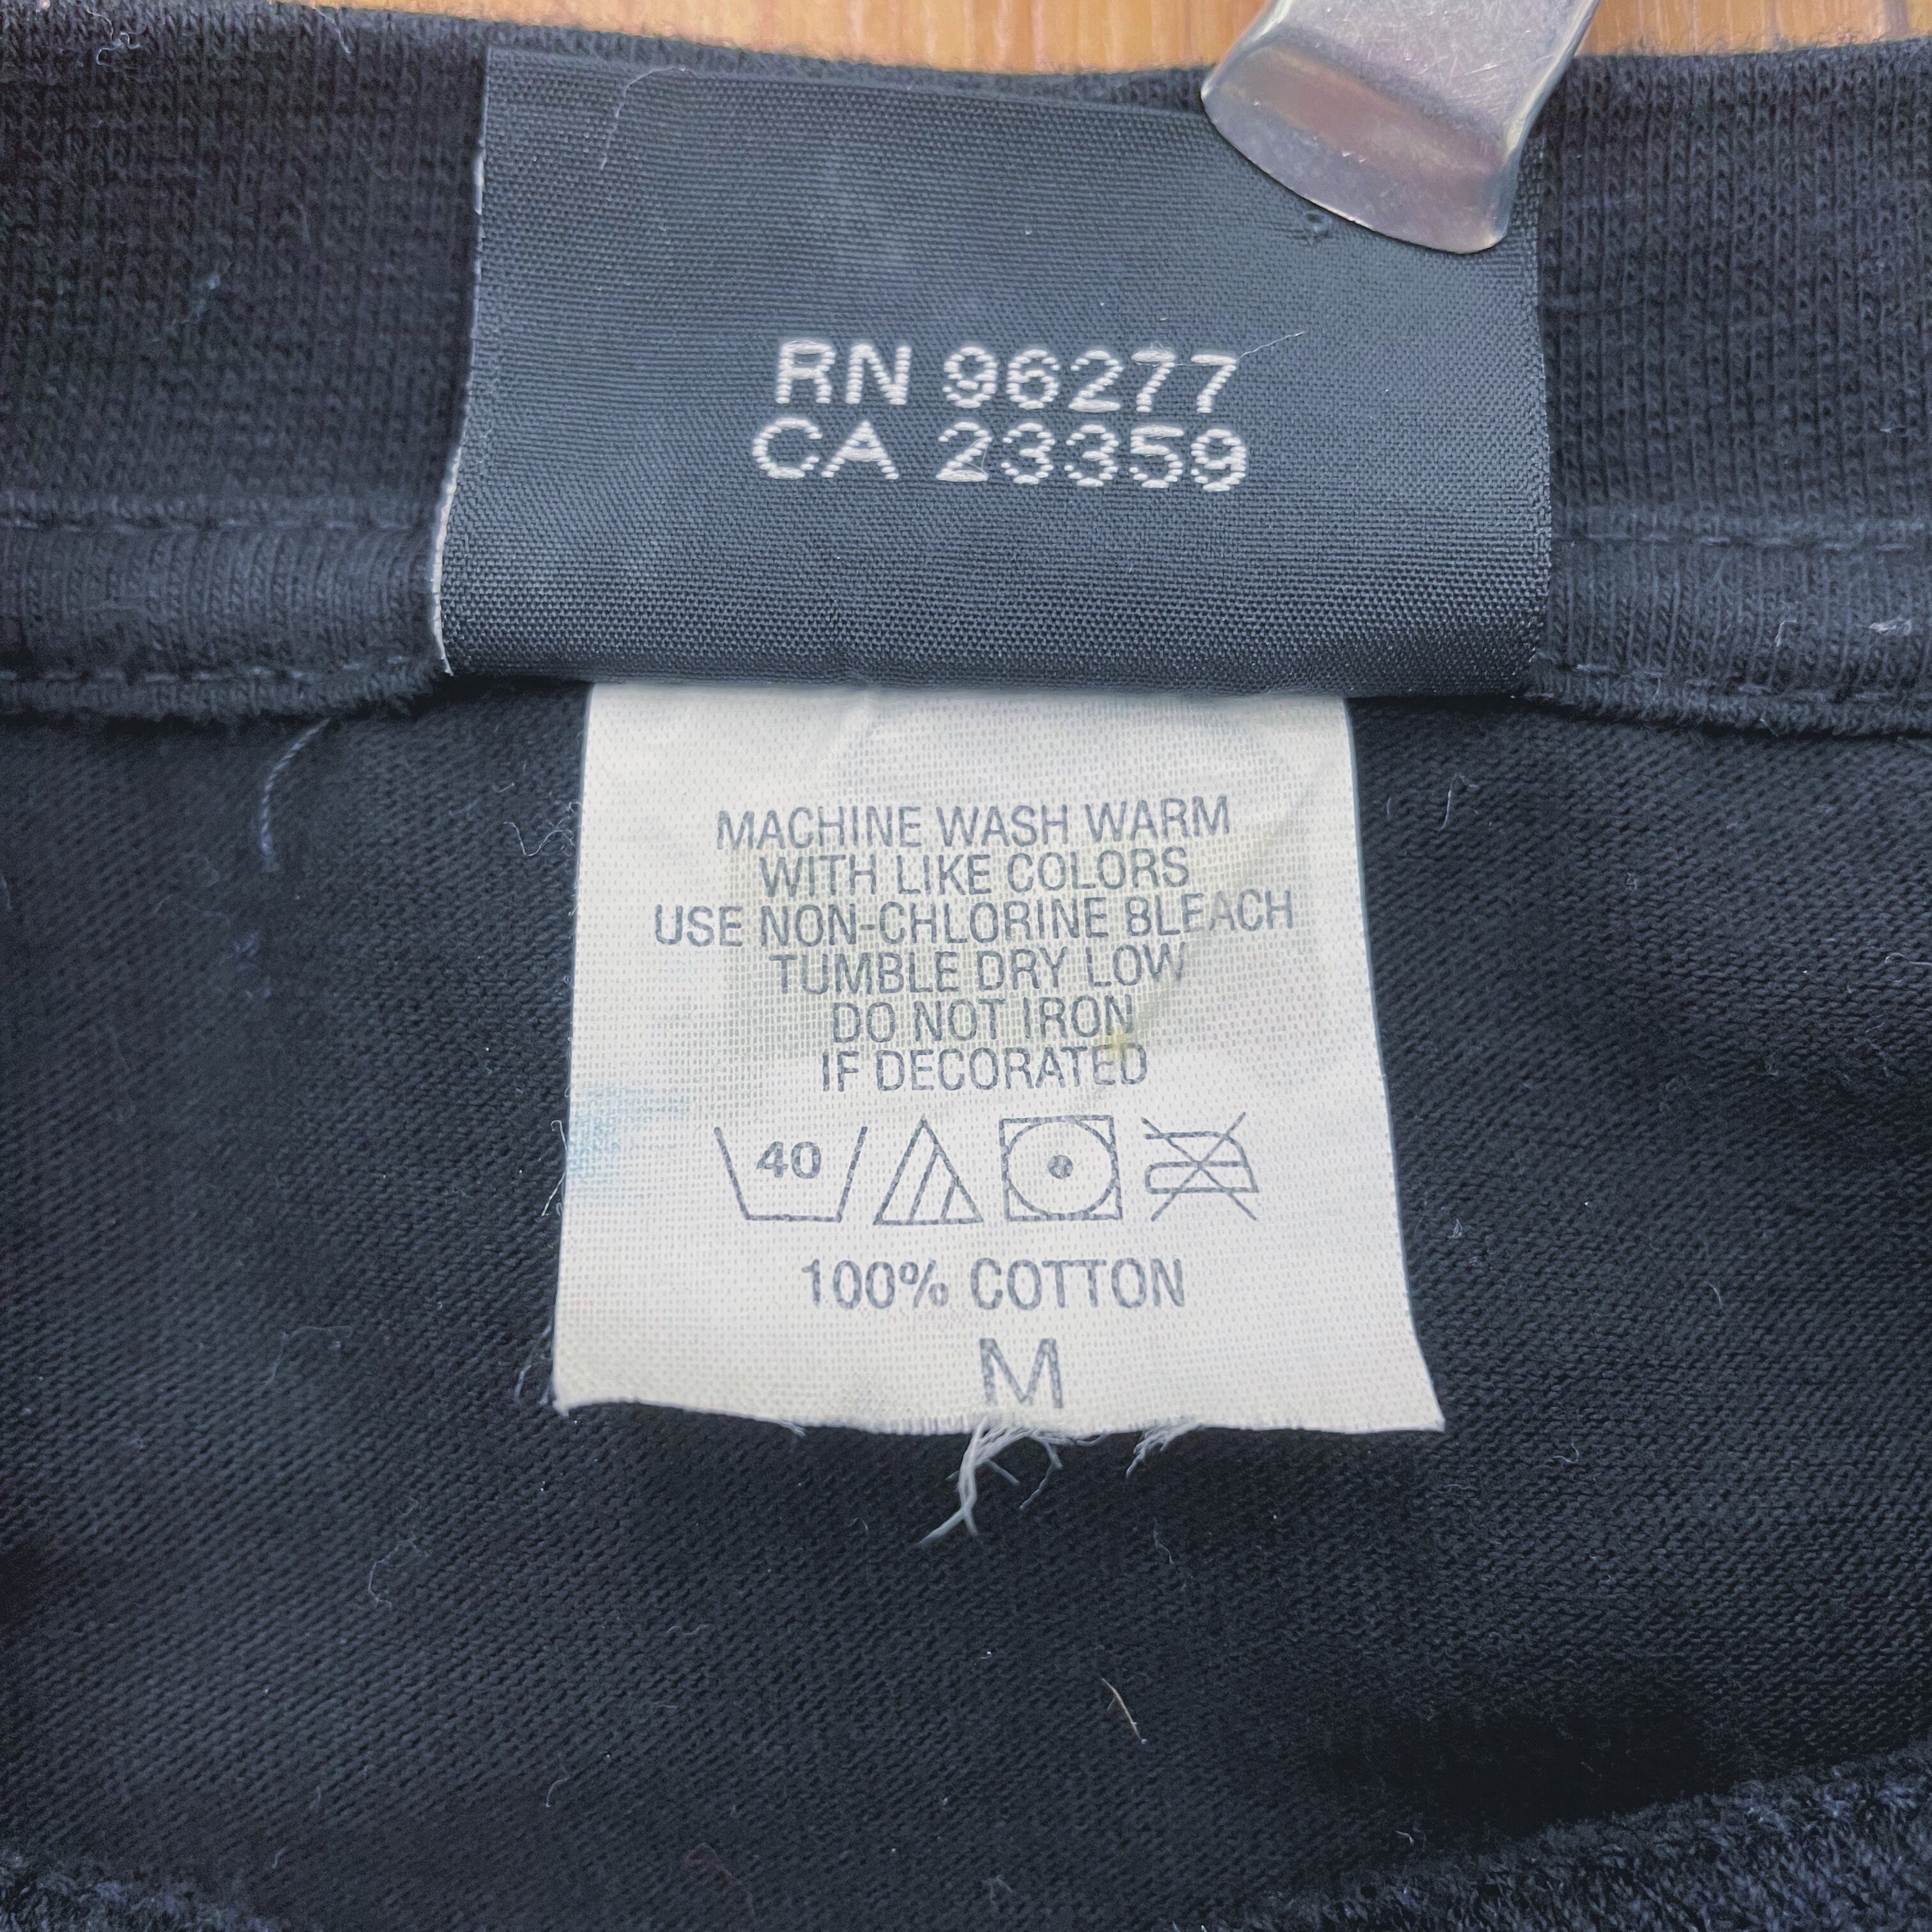 RN 96277
CA 23359
MACHINE WASH WARM
WITH LIKE COLORS
USE NON-CHLORINE BLEACH
TUMBLE DRY LOW
DO NOT IRON
IF DECORATED
40
100% COTTON
M